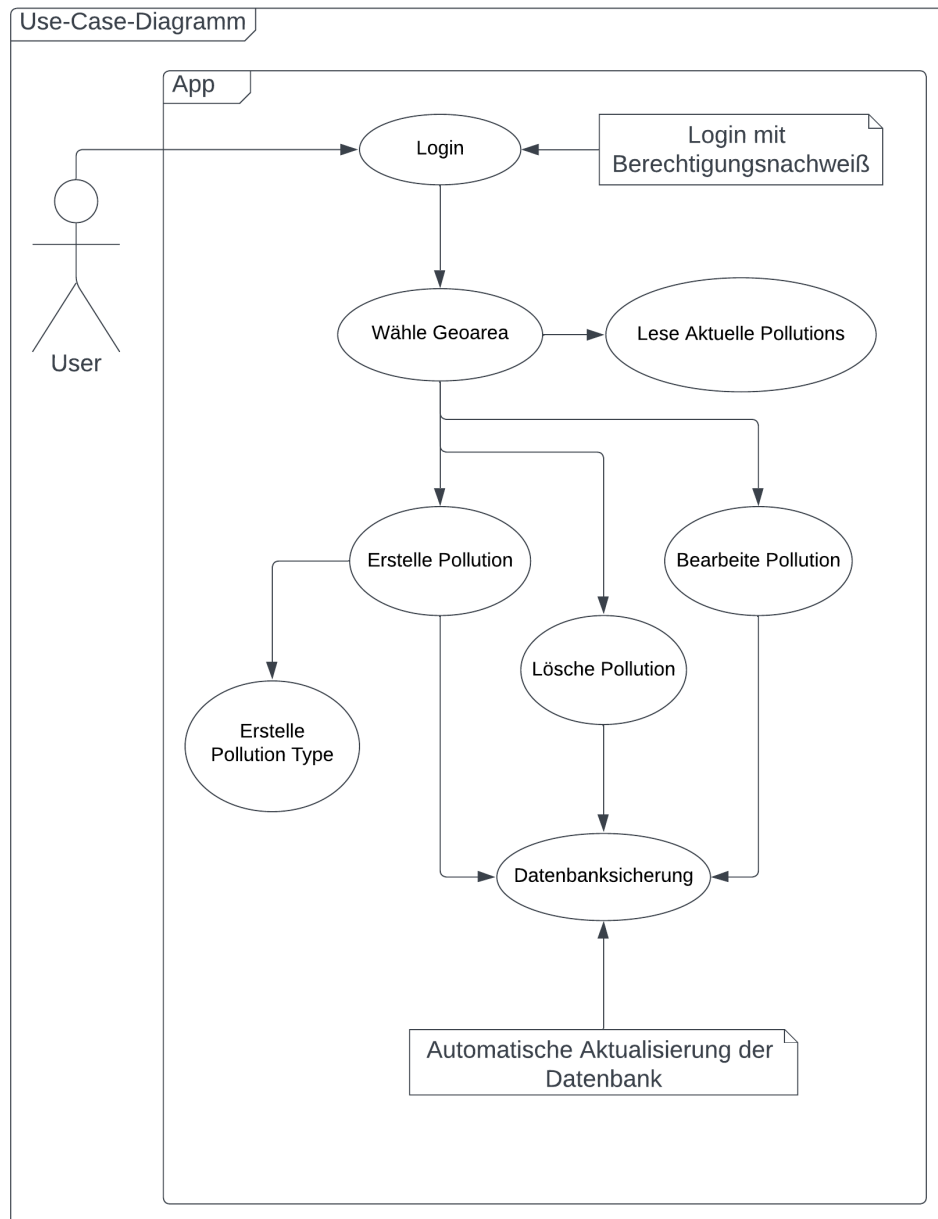 Use-Case-Diagramm
App
Login
Login mit
Berechtigungsnachweiß
User
Wähle Geoarea
Lese Aktuelle Pollutions
Erstelle Pollution
Bearbeite Pollution
Lösche Pollution
Erstelle
Pollution Type
Datenbanksicherung
Automatische Aktualisierung der
Datenbank